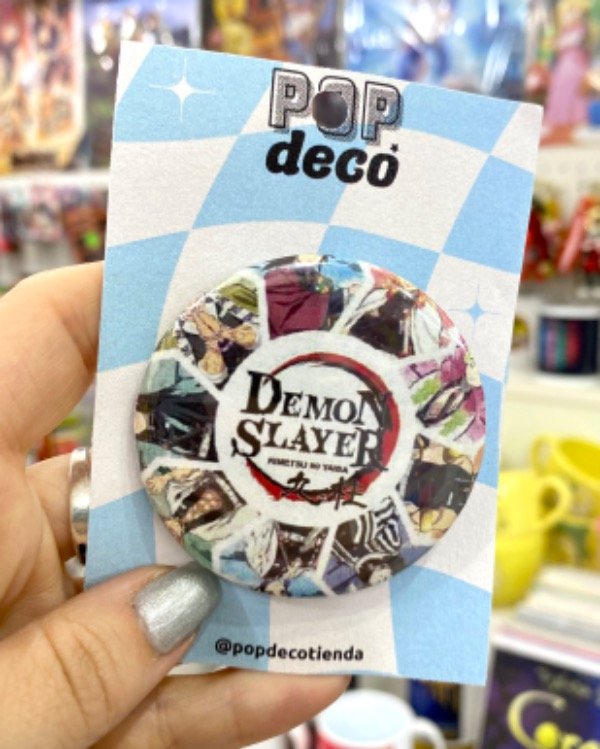 POP
deco
DEMON
SLAYER
KIMETSU NO YAIBA
@popdecotienda